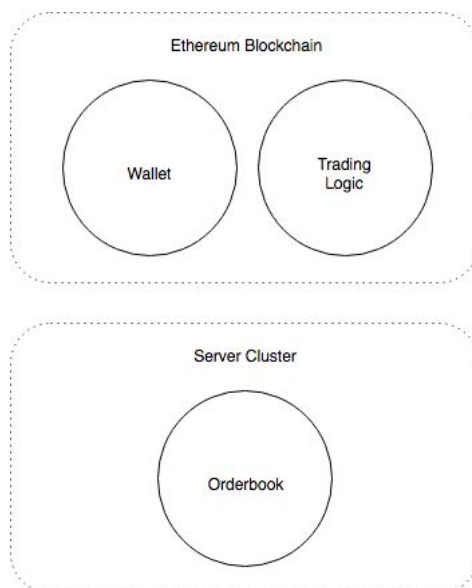 Ethereum Blockchain
Wallet
Trading
Logic
Server Cluster
Orderbook